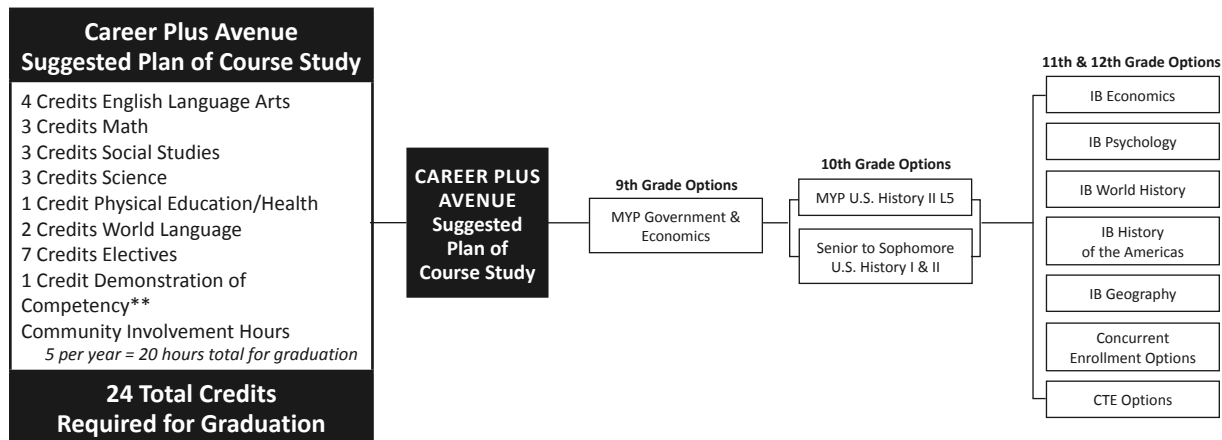 Career Plus Avenue
Suggested Plan of Course Study
4 Credits English Language Arts
3 Credits Math
3 Credits Social Studies
3 Credits Science
1 Credit Physical Education/Health
2 Credits World Language
7 Credits Electives
1 Credit Demonstration of
Competency**
Community Involvement Hours
5 per year = 20 hours total for graduation
24 Total Credits
Required for Graduation
CAREER PLUS
AVENUE
Suggested
Plan of
Course Study
9th Grade Options
MYP Government &
Economics
10th Grade Options
MYP U.S. History II L5
Senior to Sophomore
U.S. History I & II
11th & 12th Grade Options
IB Economics
IB Psychology
IB World History
IB History
of the Americas
IB Geography
Concurrent
Enrollment Options
CTE Options